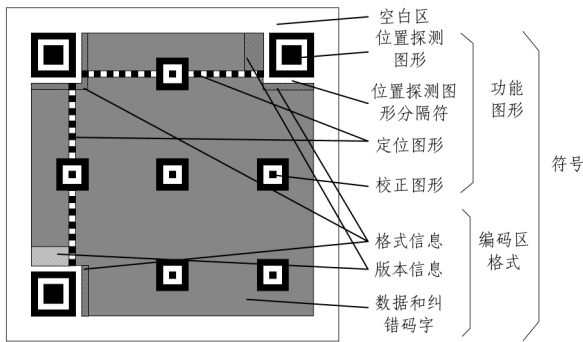 空白区
位置探测
图形
位置探测图
形分隔符
定位图形
校正图形
功能
图形
符号
格式信息
版本信息
数据和纠
错码字
编码区
格式